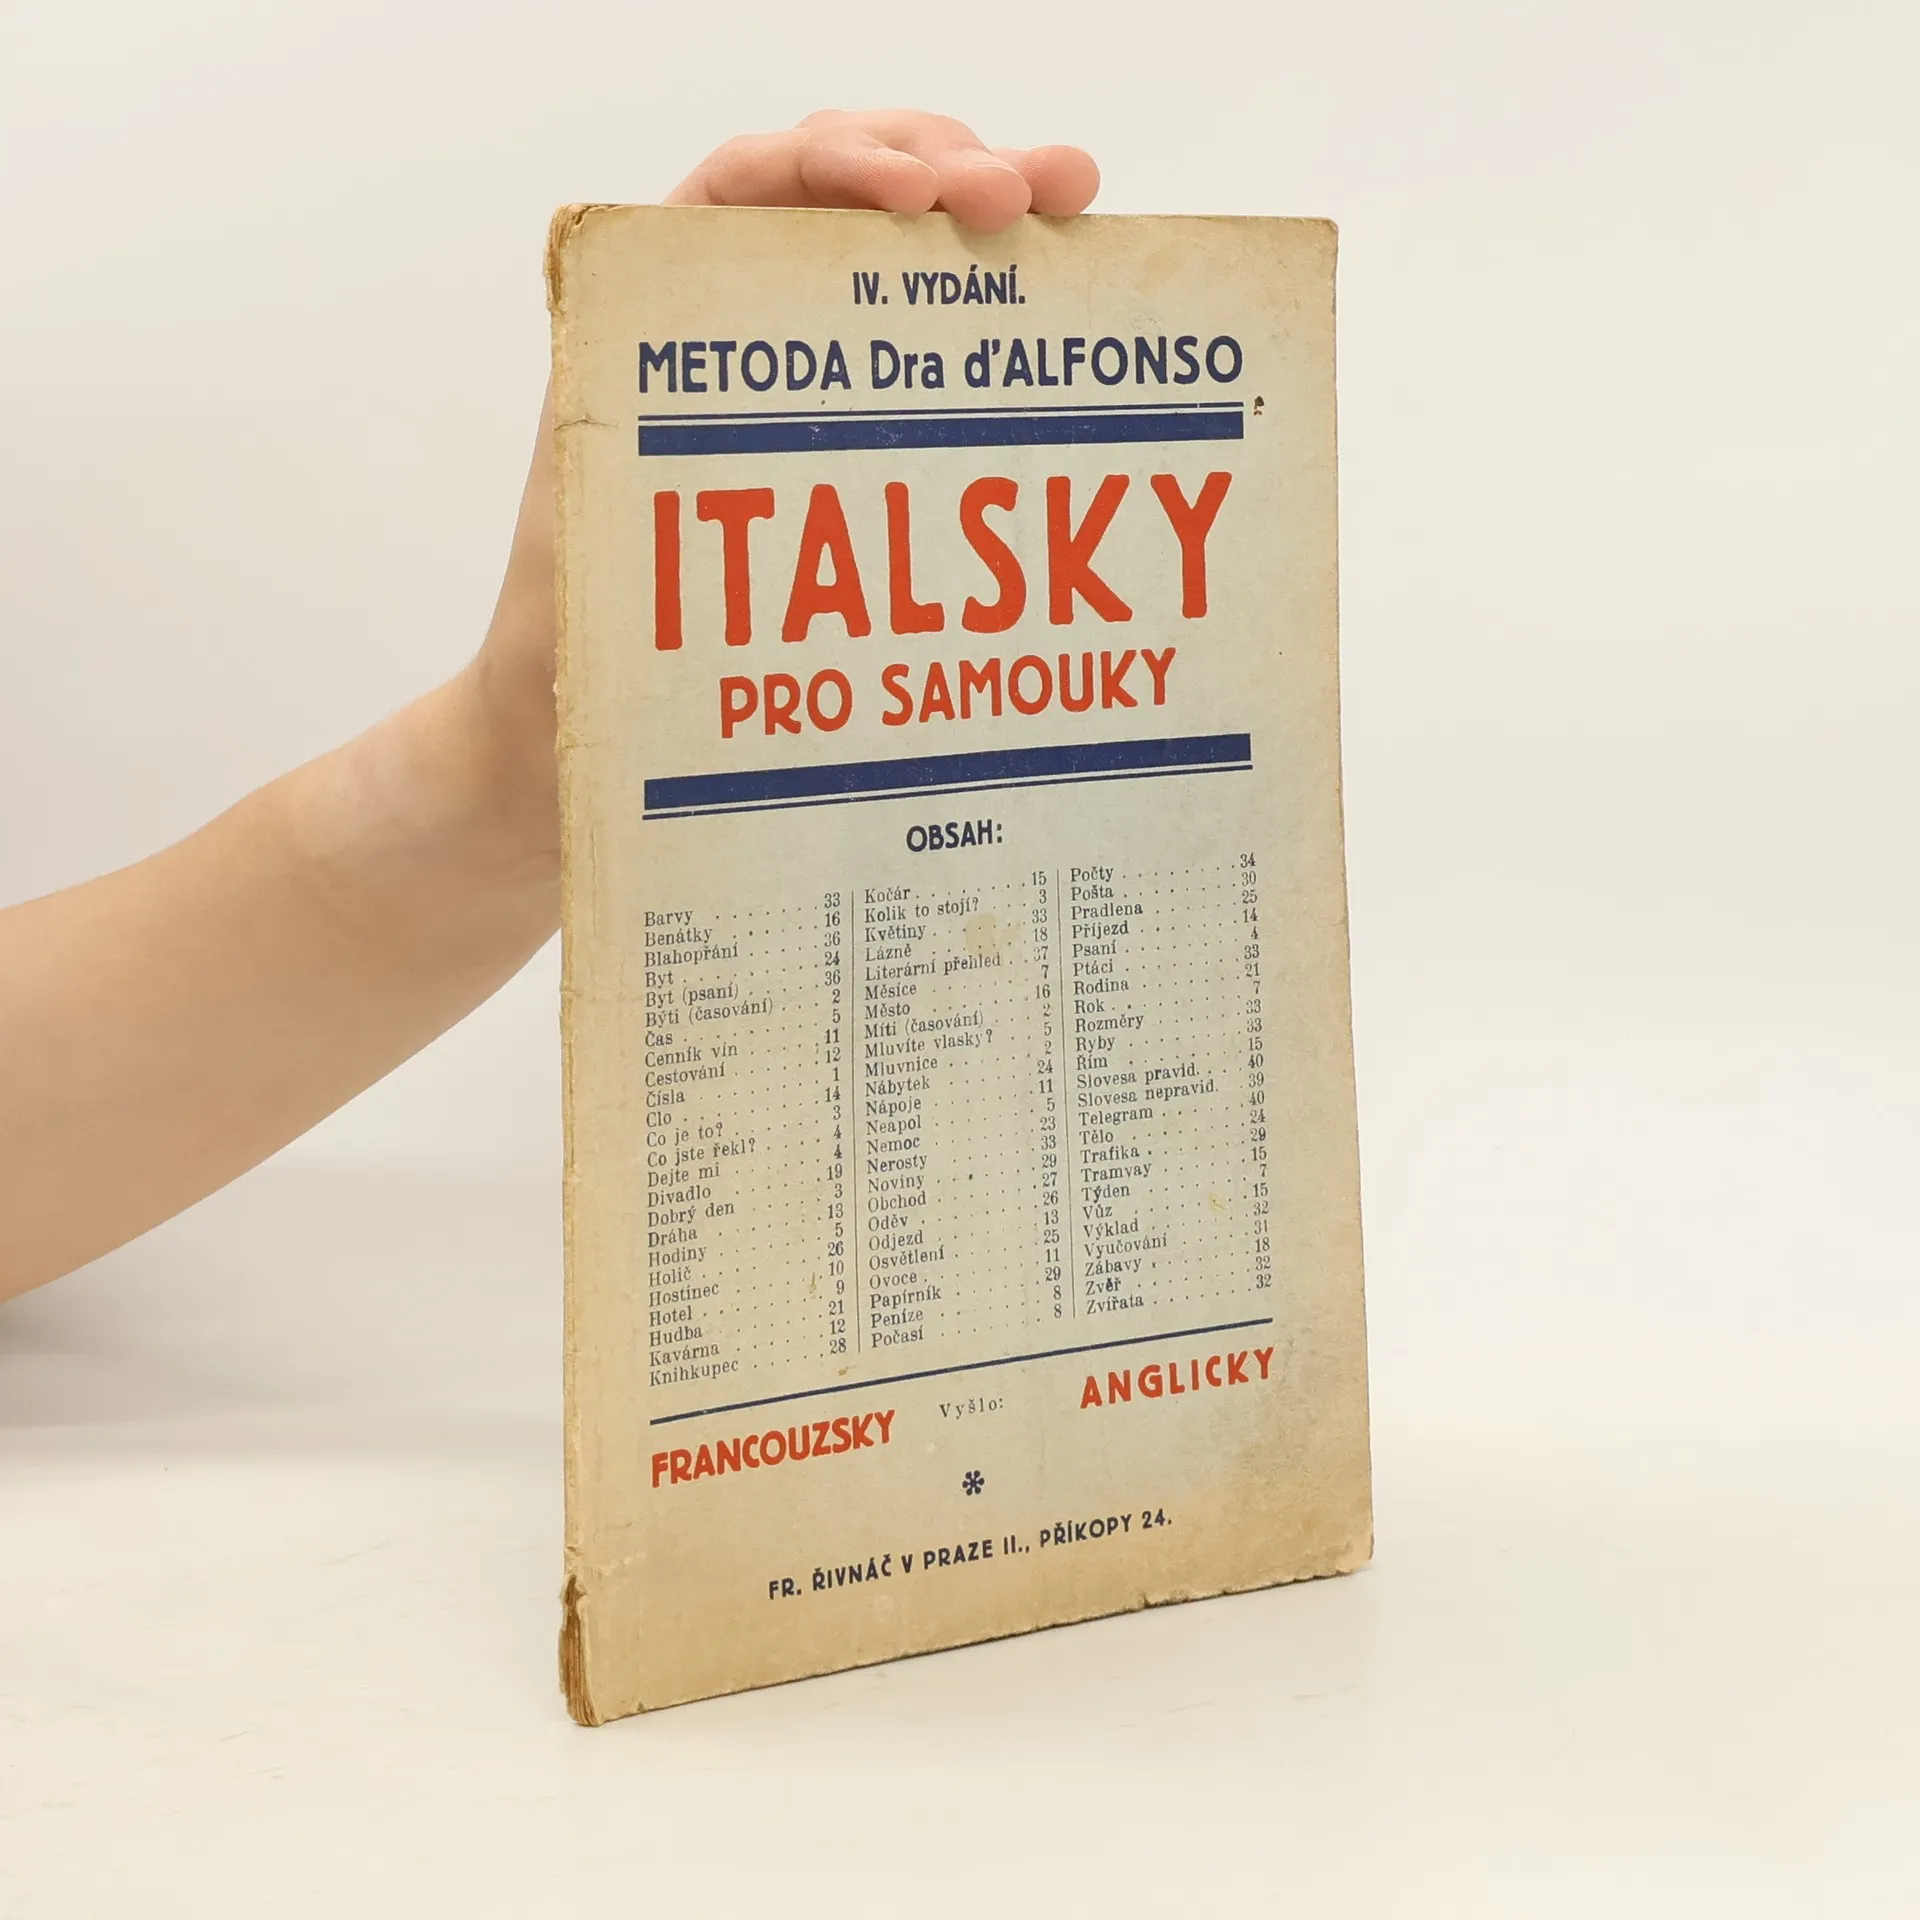 IV. VYDÁNÍ.
METODA Dra d'ALFONSO
ITALSKY
PRO SAMOUKY
OBSAH:
Barvy . . . . . . . 33
Benátky . . . . . . 16
Blahopřání . . . . . 36
Byt . . . . . . . . 24
Byt (psaní) . . . . . 36
Býti (časování) . . . 2
Čas . . . . . . . . 5
Cenník vín . . . . . 11
Cestování . . . . . . 12
Čísla . . . . . . . 1
Clo . . . . . . . . 14
Co je to? . . . . . . 3
Co jste řekl? . . . . 4
Dejte mi . . . . . . 4
Divadlo . . . . . . 19
Dobrý den . . . . . 3
Dráha . . . . . . . 13
Hodiny . . . . . . . 5
Holič . . . . . . . 26
Hostinec . . . . . . 10
Hotel . . . . . . . 9
Hudba . . . . . . . 21
Kavárna . . . . . . 12
Knihkupec . . . . . 28
Kočár . . . . . . . 15
Kolik to stojí? . . . 3
Květiny . . . . . . 33
Lázně . . . . . . . 18
Literární přehled . . 37
Měsíce . . . . . . . 7
Město . . . . . . . 16
Míti (časování) . . . 2
Mluvíte vlasky? . . 5
Mluvnice . . . . . . 2
Nábytek . . . . . . 24
Nápoje . . . . . . . 11
Neapol . . . . . . . 5
Nemoc . . . . . . . 23
Nerosty . . . . . . 33
Noviny . . . . . . . 29
Obchod . . . . . . . 27
Oděv . . . . . . . . 26
Odjezd . . . . . . . 13
Osvětlení . . . . . . 25
Ovoce . . . . . . . 11
Papírník . . . . . . 29
Peníze . . . . . . . 8
Počasí . . . . . . . 8
Počty . . . . . . . 34
Pošta . . . . . . . 30
Pradlena . . . . . . 25
Příjezd . . . . . . . 14
Psaní . . . . . . . 4
Ptáci . . . . . . . 33
Rodina . . . . . . . 21
Rok . . . . . . . . 7
Rozměry . . . . . . 33
Ryby . . . . . . . 33
Řím . . . . . . . . 15
Slovesa pravid. . . . 40
Slovesa nepravid. . 39
Telegram . . . . . . 40
Tělo . . . . . . . . 24
Trafika . . . . . . . 29
Tramvay . . . . . . 15
Týden . . . . . . . 7
Vůz . . . . . . . . 15
Výklad . . . . . . . 32
Vyučování . . . . . 31
Zábavy . . . . . . . 18
Zvěř . . . . . . . . 32
Zvířata . . . . . . . 32
Vyšlo:
FRANCOUZSKY ANGLICKY
FR. ŘIVNÁČ V PRAZE II., PŘÍKOPY 24.